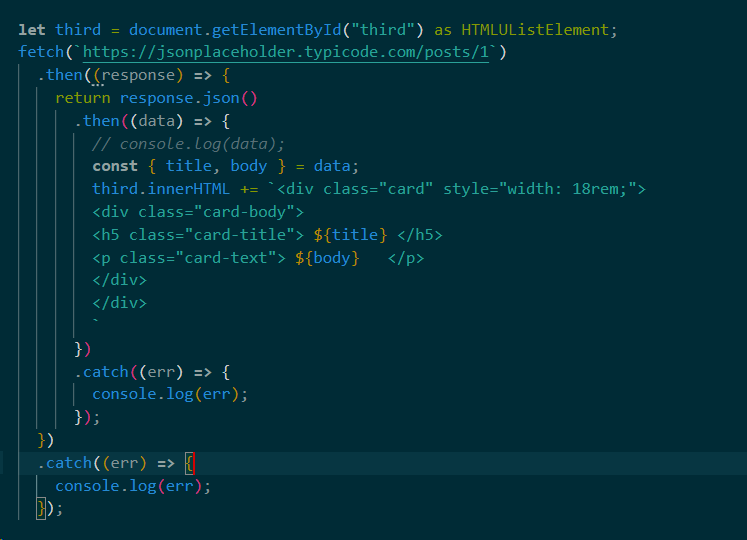 let third = document.getElementById("third") as HTMLUListElement;
fetch(`https://jsonplaceholder.typicode.com/posts/1`)
  .then((response) => {
    return response.json()
      .then((data) => {
        // console.log(data);
        const { title, body } = data;
        third.innerHTML += `<div class="card" style="width: 18rem;">
        <div class="card-body">
        <h5 class="card-title"> ${title} </h5>
        <p class="card-text"> ${body}   </p>
        </div>
        </div>
        `
      })
      .catch((err) => {
        console.log(err);
      });
  })
  .catch((err) => {
    console.log(err);
  });